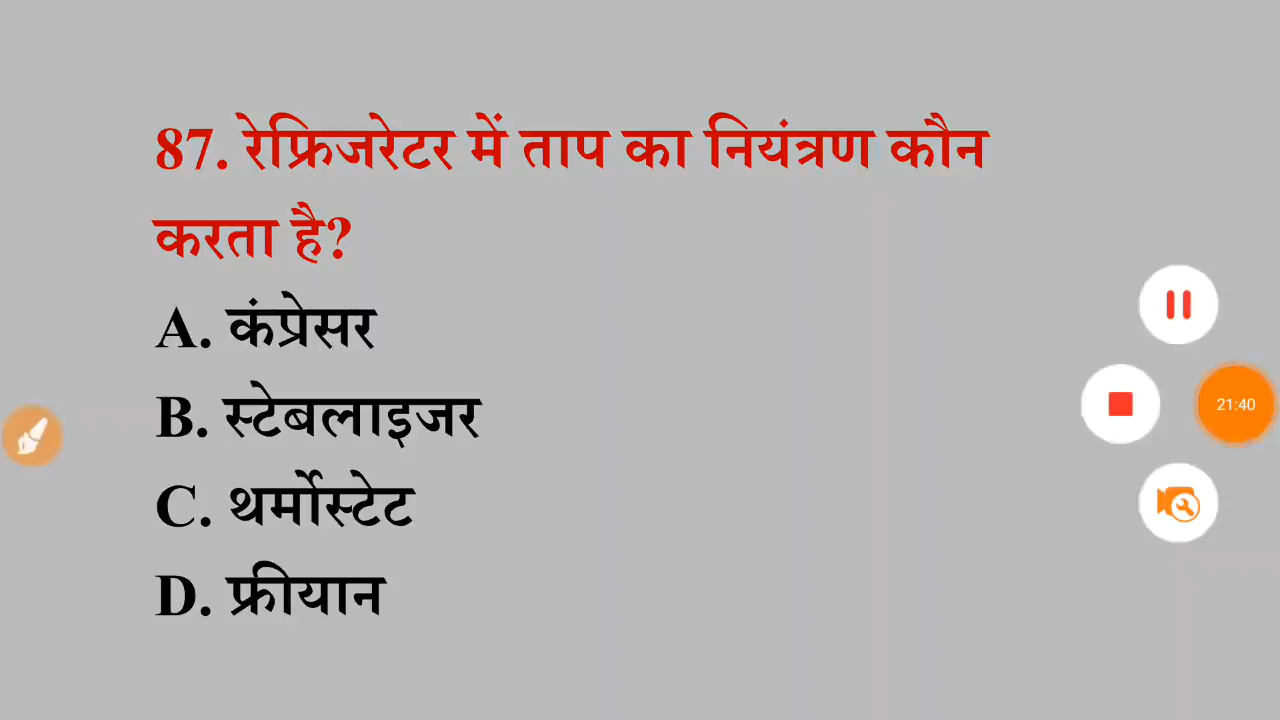 87. रेफ्रिजरेटर में ताप का नियंत्रण कौन
करता है?
A. कंप्रेसर
B. स्टेबलाइजर
C. थर्मोस्टेट
D. फ्रीयान
21:40